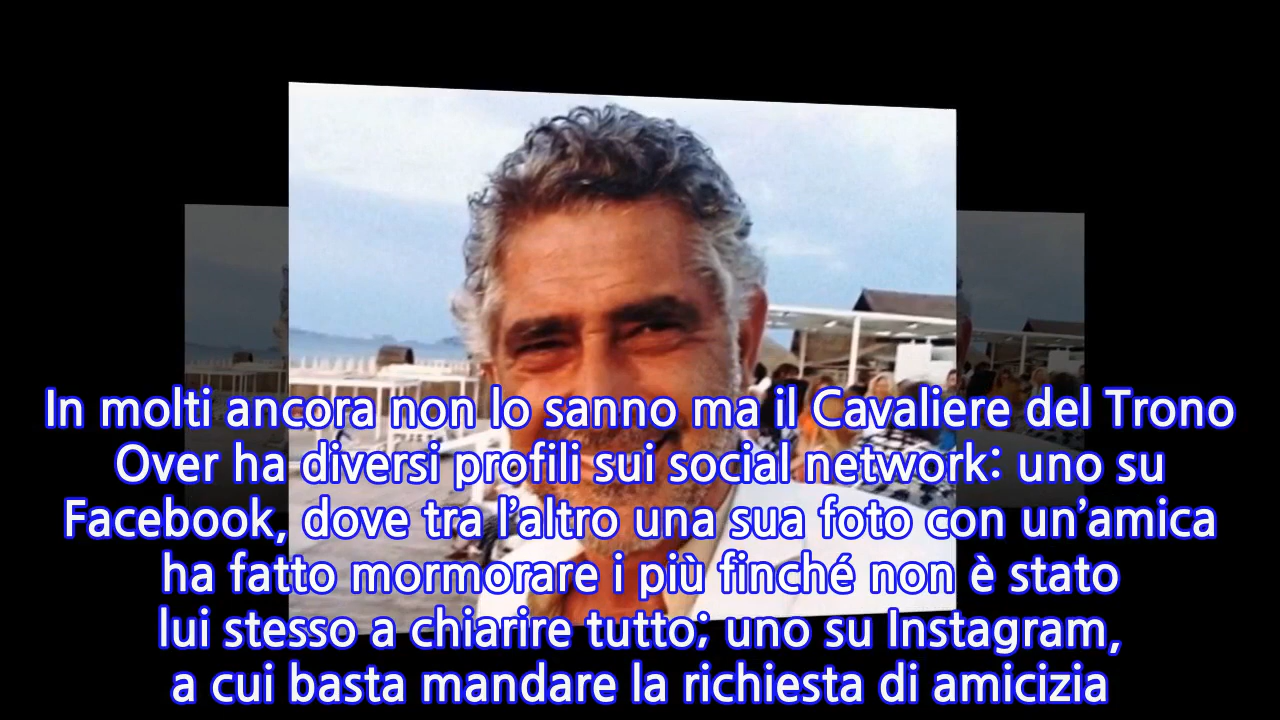 In molti ancora non lo sanno ma il Cavaliere del Trono
Over ha diversi profili sui social network: uno su
Facebook, dove tra l’altro una sua foto con un’amica
ha fatto mormorare i più finché non è stato
lui stesso a chiarire tutto; uno su Instagram,
a cui basta mandare la richiesta di amicizia